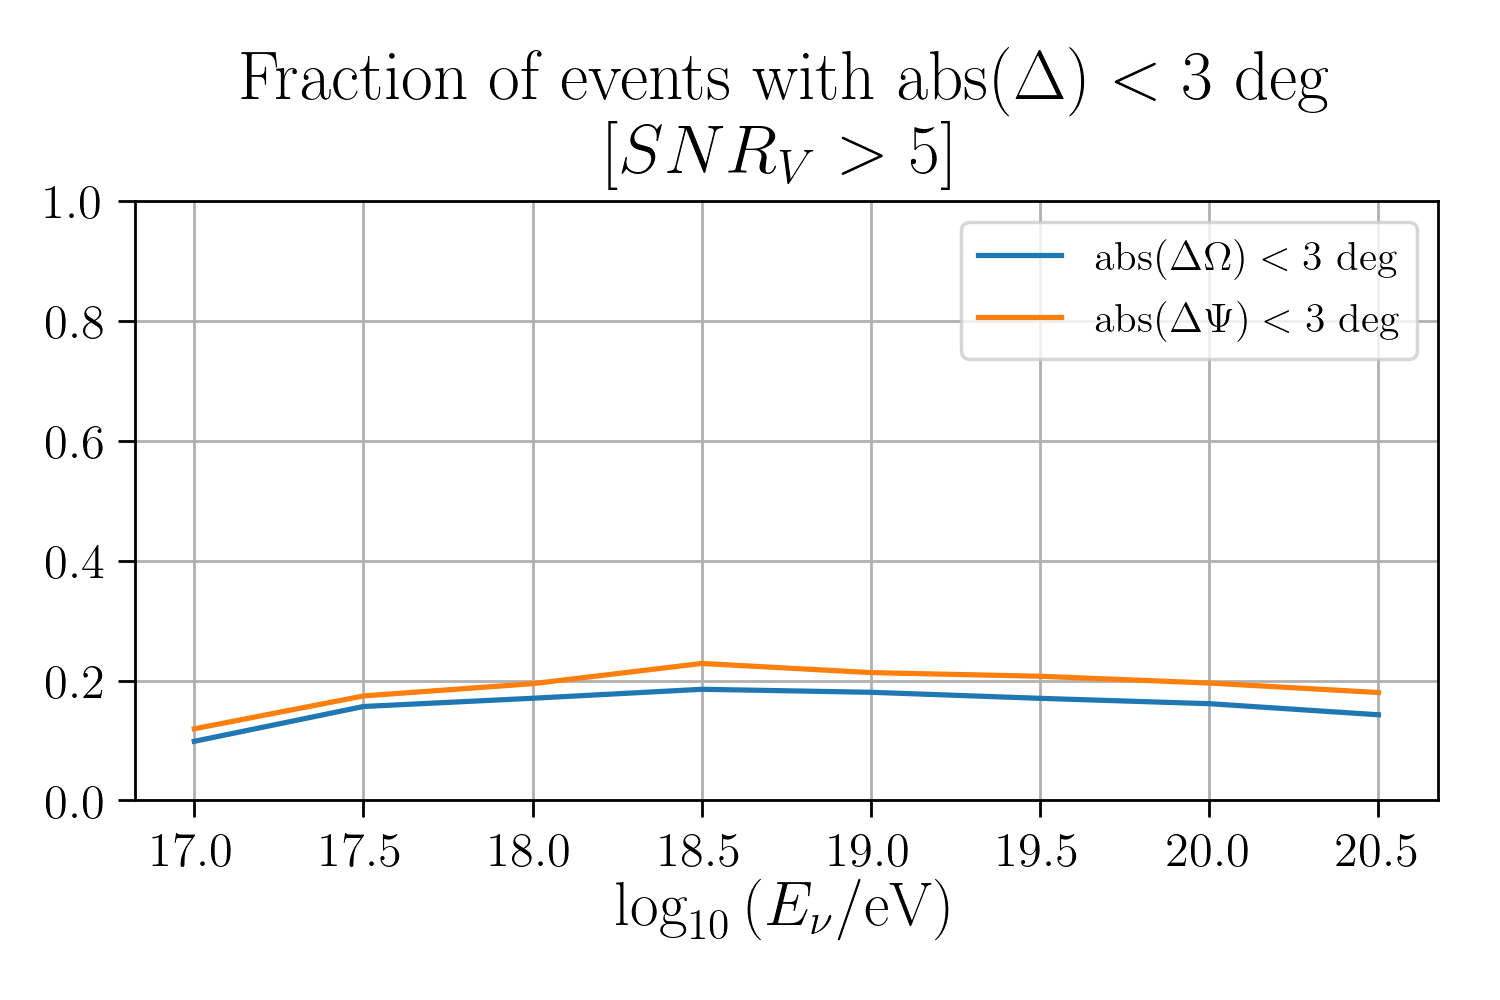 Fraction of events with abs(Δ) < 3 deg
[SNR_V > 5]
1.0
abs(ΔΩ) < 3 deg
abs(ΔΨ) < 3 deg
0.8
0.6
0.4
0.2
0.0
17.0 17.5 18.0 18.5 19.0 19.5 20.0 20.5
log₁₀ (E_ν/eV)